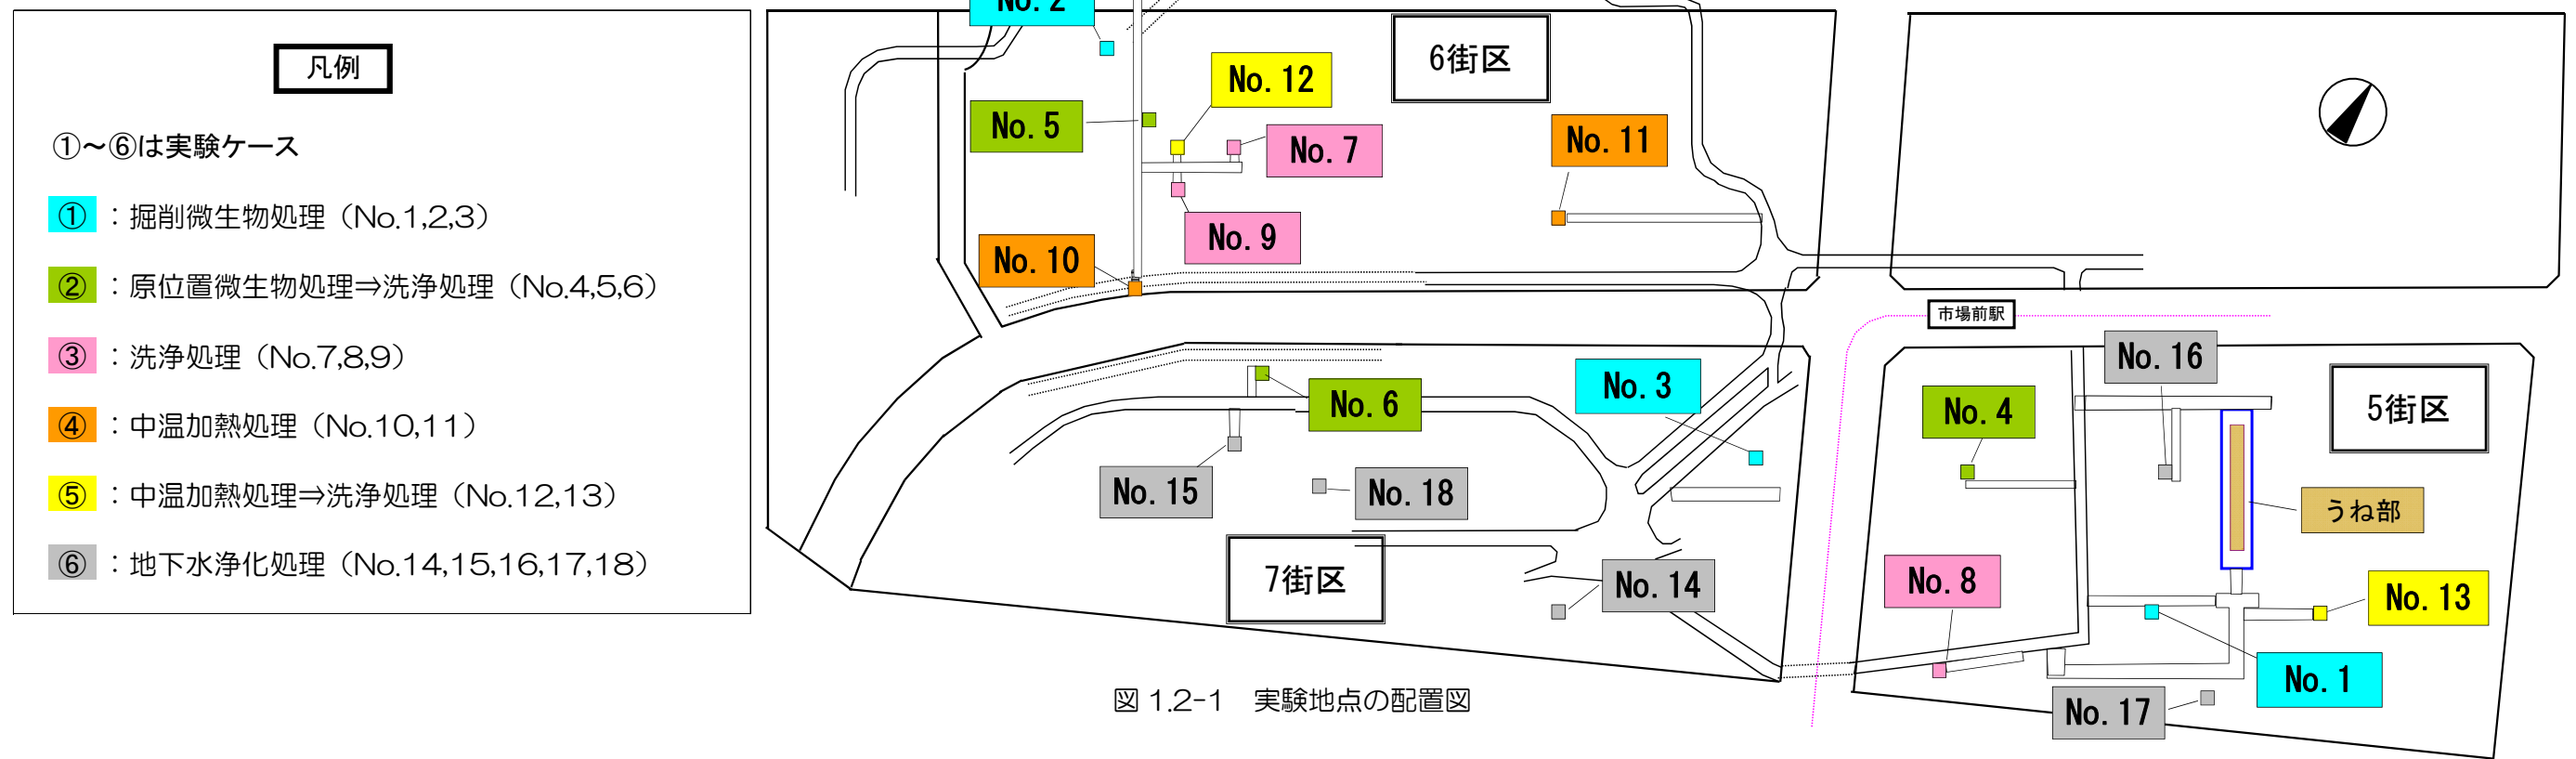 凡例
①～⑥は実験ケース
① ：掘削微生物処理（No.1,2,3）
② ：原位置微生物処理⇒洗浄処理（No.4,5,6）
③ ：洗浄処理（No.7,8,9）
④ ：中温加熱処理（No.10,11）
⑤ ：中温加熱処理⇒洗浄処理（No.12,13）
⑥ ：地下水浄化処理（No.14,15,16,17,18）
No. 2
6街区
No. 12
No. 5
No. 7
No. 11
No. 9
No. 10
市場前駅
No. 16
No. 3
No. 6
No. 4
5街区
No. 15
No. 18
うね部
7街区
No. 14
No. 8
No. 13
No. 1
No. 17
図 1.2-1　実験地点の配置図